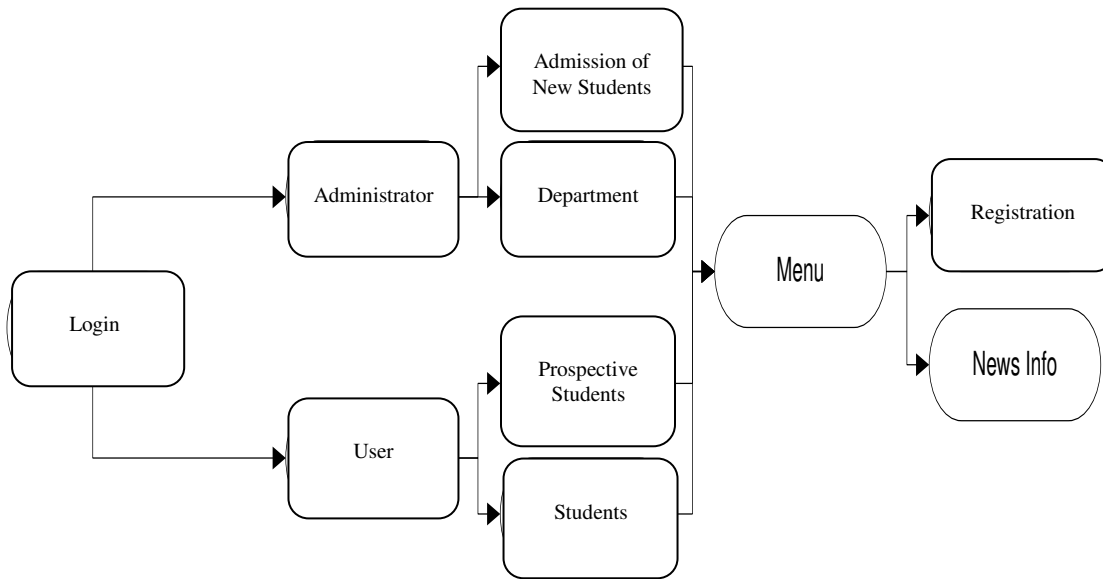 Admission of
New Students
Administrator
Department
Registration
Menu
Login
News Info
Prospective
Students
User
Students